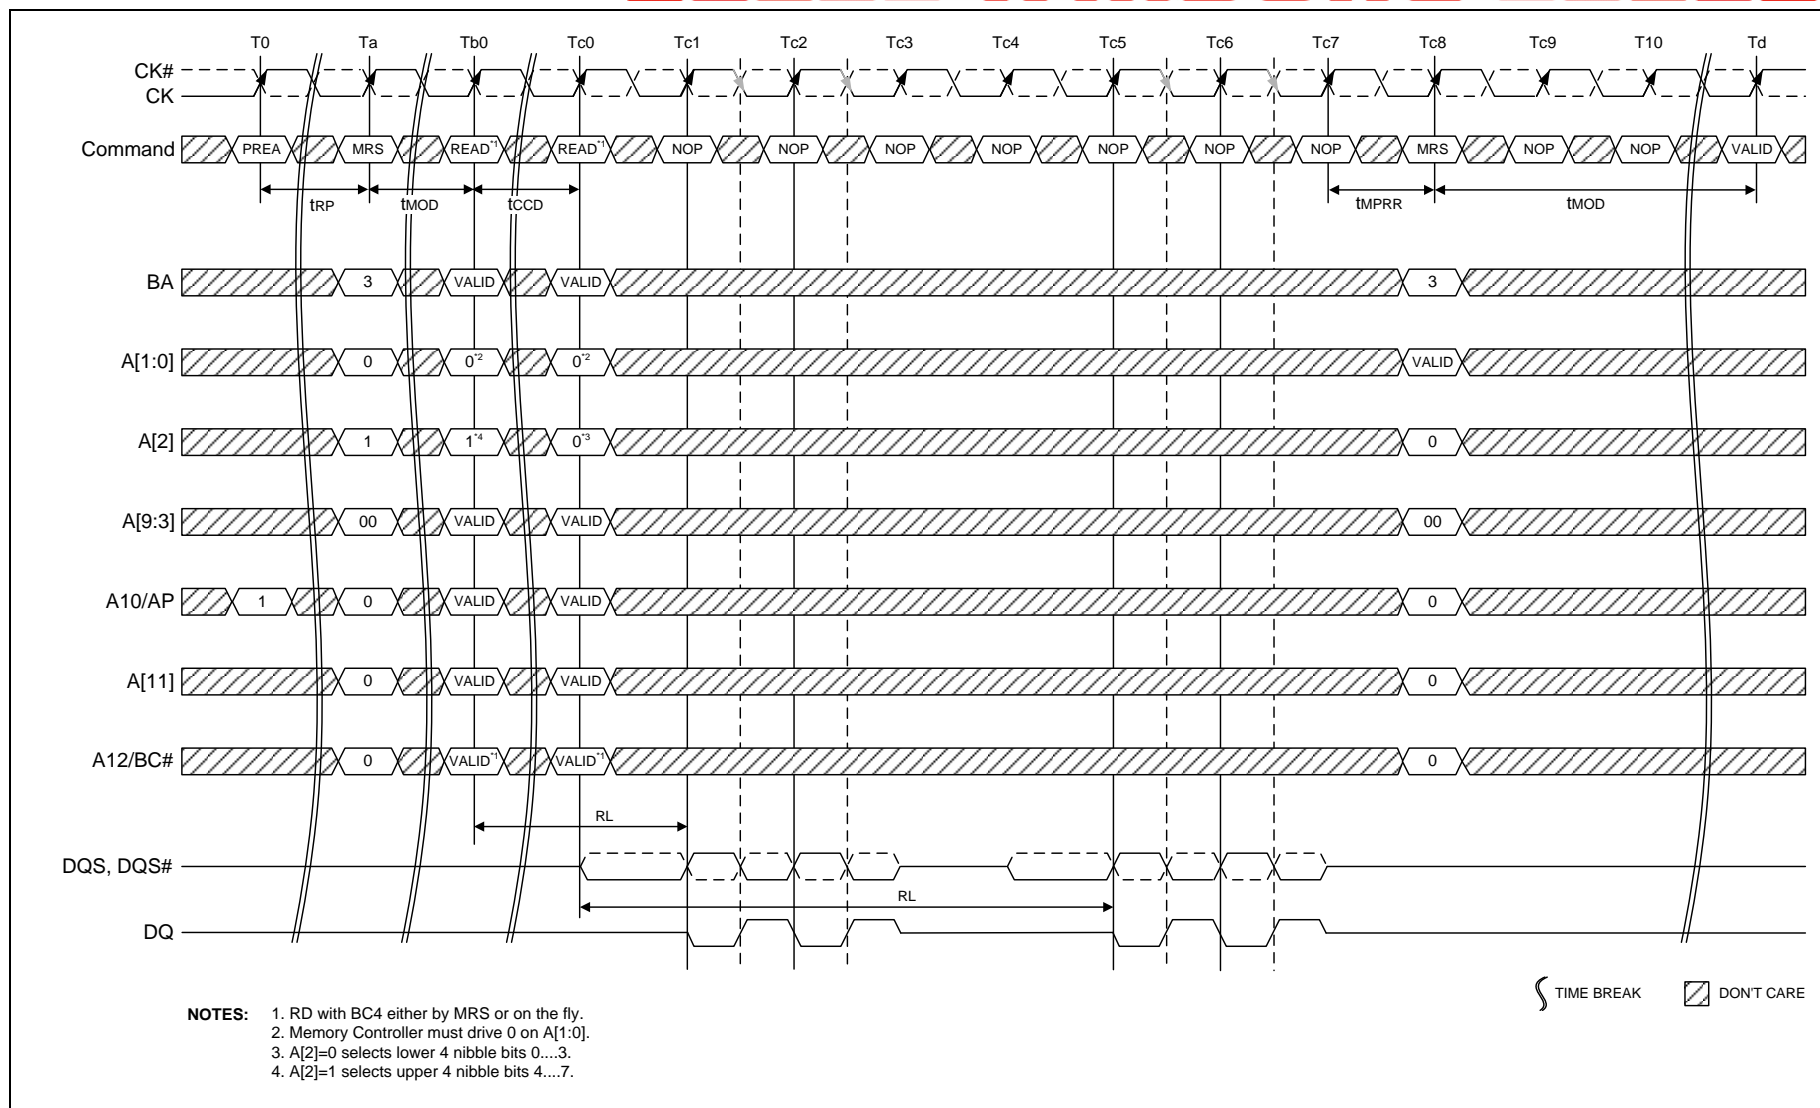 T0 Ta Tb0 Tc0 Tc1 Tc2 Tc3 Tc4 Tc5 Tc6 Tc7 Tc8 Tc9 T10 Td
CK#
CK
Command PREA MRS READ*1 READ*1 NOP NOP NOP NOP NOP NOP NOP MRS NOP NOP VALID
tRP tMOD tCCD tMPRR tMOD
BA 3 VALID VALID 3
A[1:0] 0 0*2 0*2 VALID
A[2] 1 1*4 0*3 0
A[9:3] 00 VALID VALID 00
A10/AP 1 0 VALID VALID 0
A[11] 0 VALID VALID 0
A12/BC# 0 VALID*1 VALID*1 0
RL
DQS, DQS#
RL
DQ
TIME BREAK DON'T CARE
NOTES: 1. RD with BC4 either by MRS or on the fly.
2. Memory Controller must drive 0 on A[1:0].
3. A[2]=0 selects lower 4 nibble bits 0....3.
4. A[2]=1 selects upper 4 nibble bits 4....7.